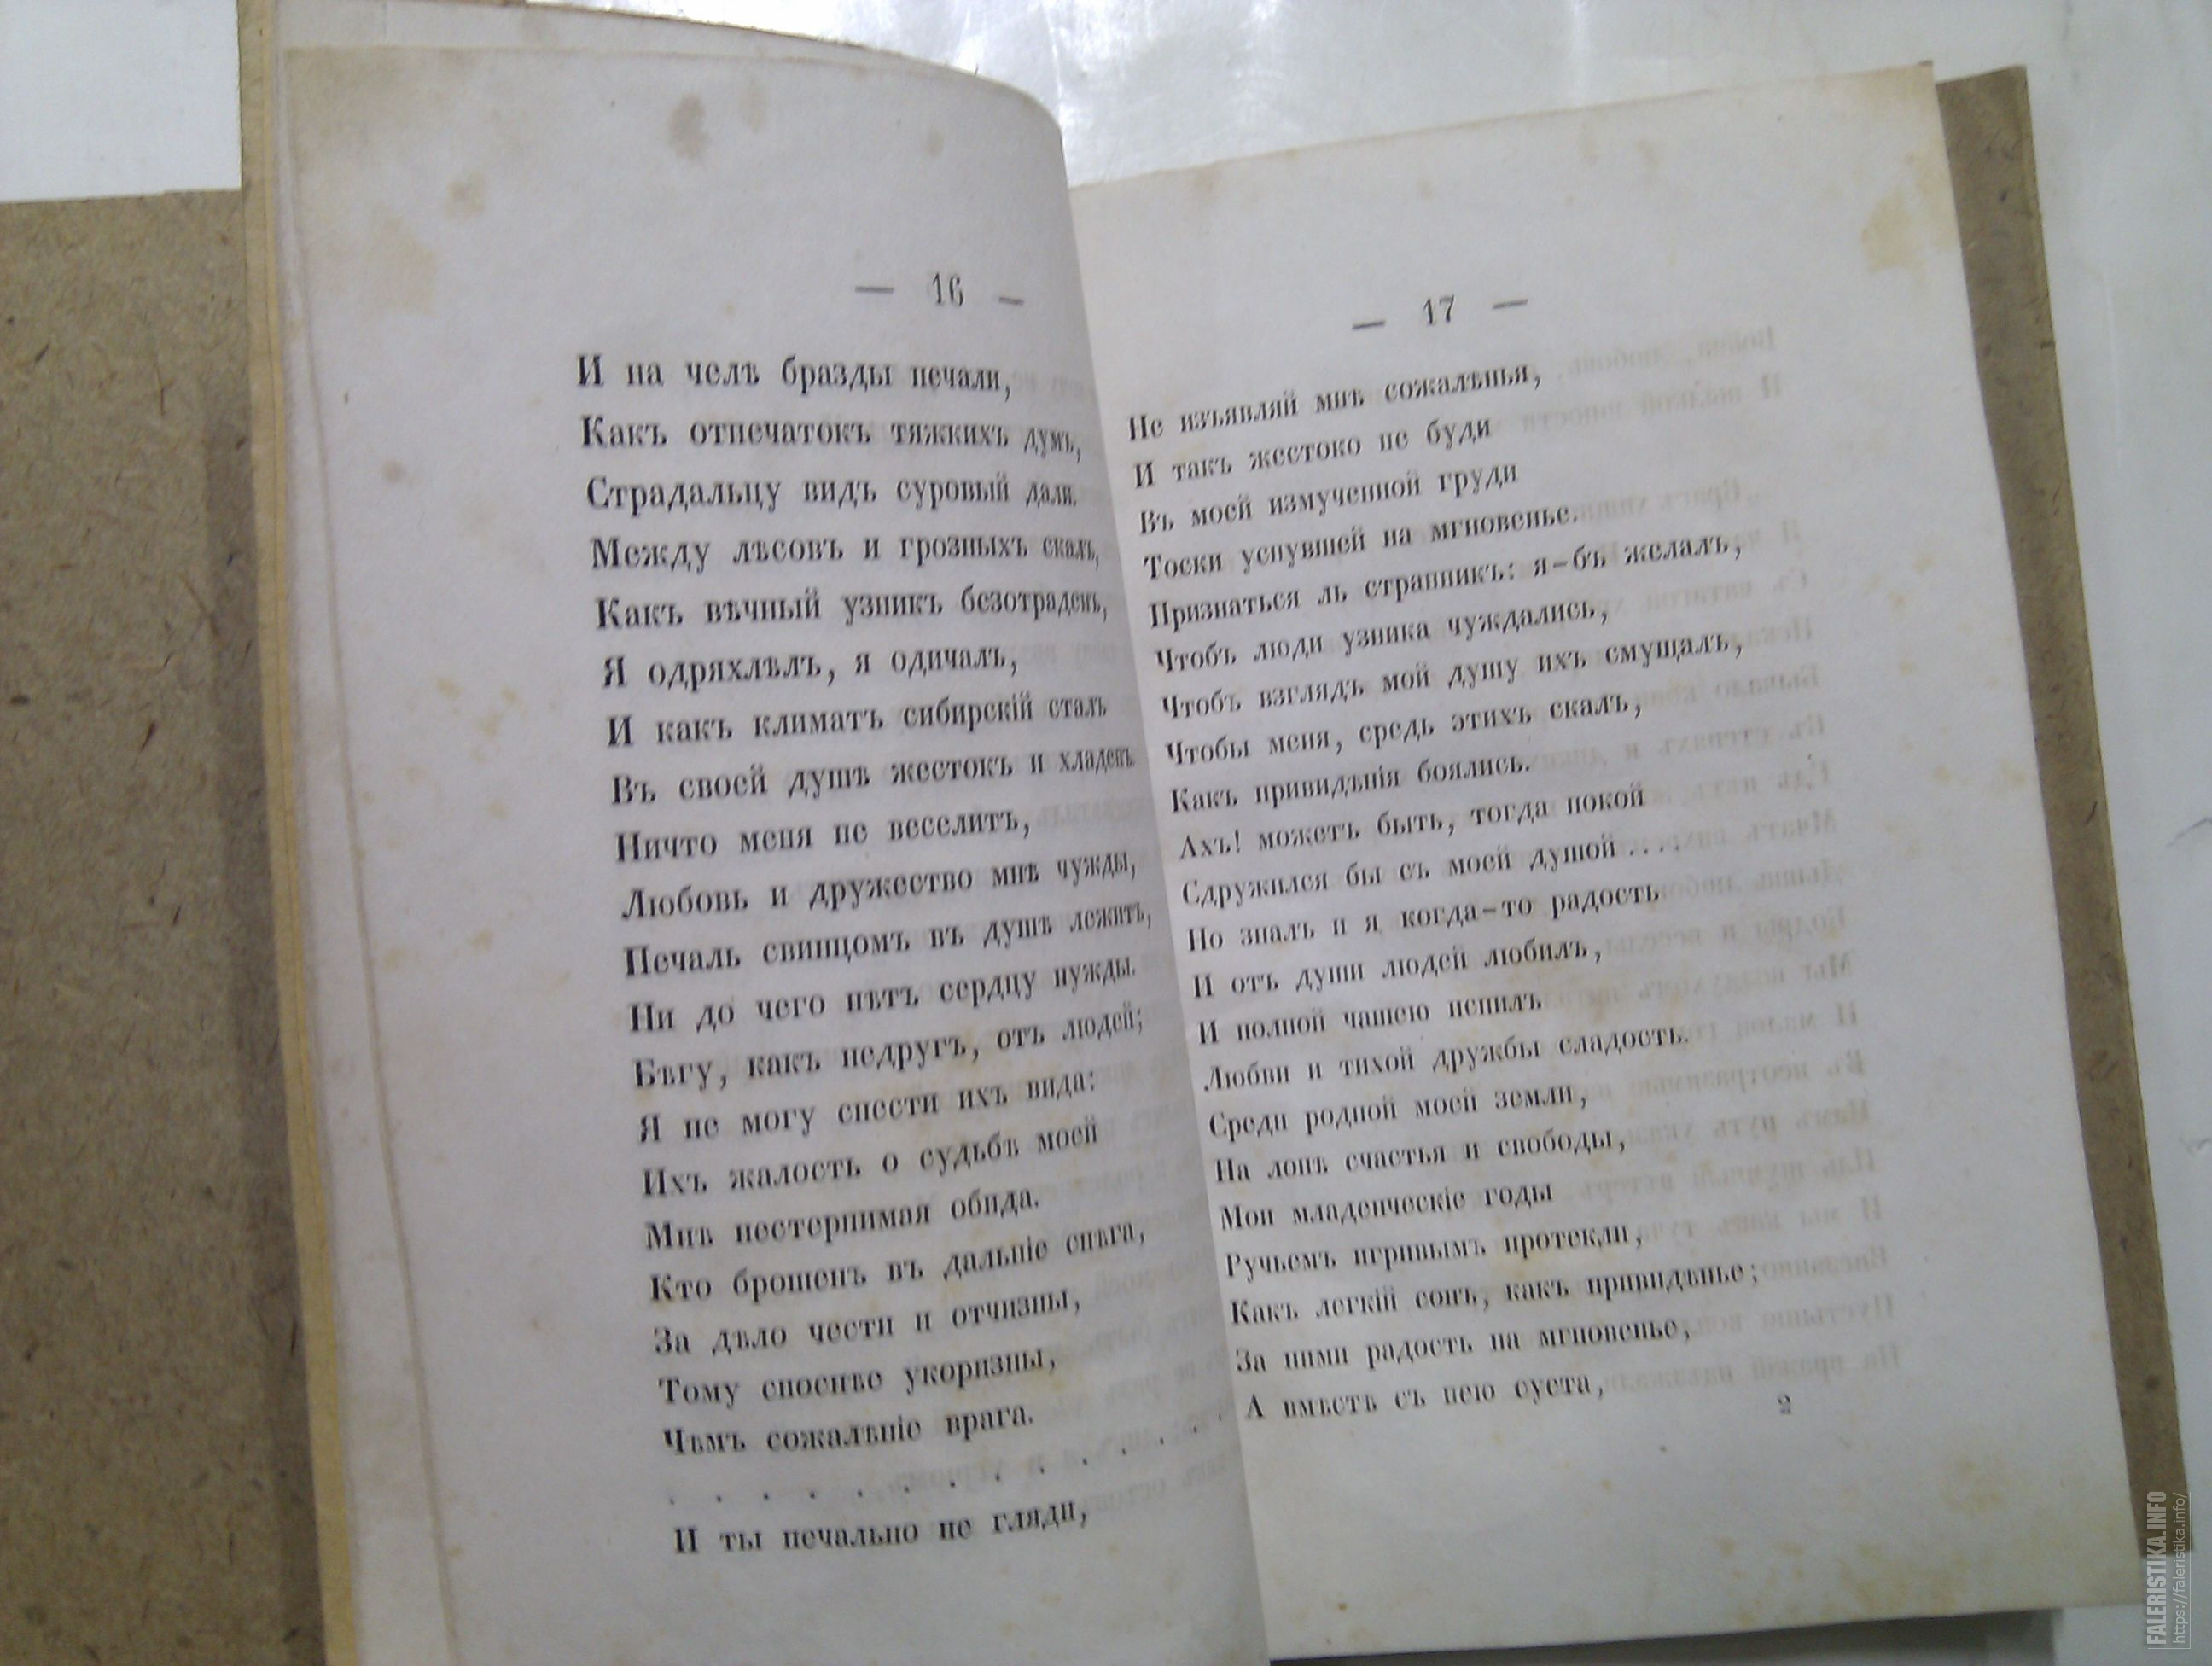 — 16 —
И на челѣ бразды печали,
Какъ отпечатокъ тяжкихъ думъ,
Страдальцу видъ суровый дали.
Между лѣсовъ и грозныхъ скалъ,
Какъ вѣчный узникъ безотраденъ,
Я одряхлѣлъ, я одичалъ,
И какъ климатъ сибирскій сталъ
Въ своей душѣ жестокъ и хладенъ.
Ничто меня не веселитъ,
Любовь и дружество мнѣ чужды,
Печаль свинцомъ въ душѣ лежитъ,
Ни до чего нѣтъ сердцу нужды.
Бѣгу, какъ недругъ, отъ людей;
Я не могу снести ихъ вида:
Ихъ жалость о судьбѣ моей
Мнѣ нестерпимая обида.
Кто брошенъ въ дальніе снѣга,
За дѣло чести и отчизны,
Тому сноснѣе укоризны,
Чѣмъ сожалѣніе врага.
. . . . . . . . . . . . .
И ты печально не гляди,
— 17 —
Не изъявляй мнѣ сожалѣнья,
И такъ жестоко не буди
Въ моей измученной груди
Тоски уснувшей на мгновенье.
Признаться ль странникъ: я-бъ желалъ,
Чтобъ люди узника чуждались,
Чтобъ взглядъ мой душу ихъ смущалъ,
Чтобы меня, средь этихъ скалъ,
Какъ привидѣнія боялись.
Ахъ! можетъ быть, тогда покой
Сдружился бы съ моей душой....
Но зналъ и я когда-то радость
И отъ души людей любилъ,
И полной чашею испилъ
Любви и тихой дружбы сладость.
Среди родной моей земли,
На лонѣ счастья и свободы,
Мои младенческіе годы
Ручьемъ игривымъ протекли,
Какъ легкій сонъ, какъ привидѣнье;
За ними радость на мгновенье,
А вмѣстѣ съ нею суета,
2
FALERISTIKA.INFO
https://faleristika.info/